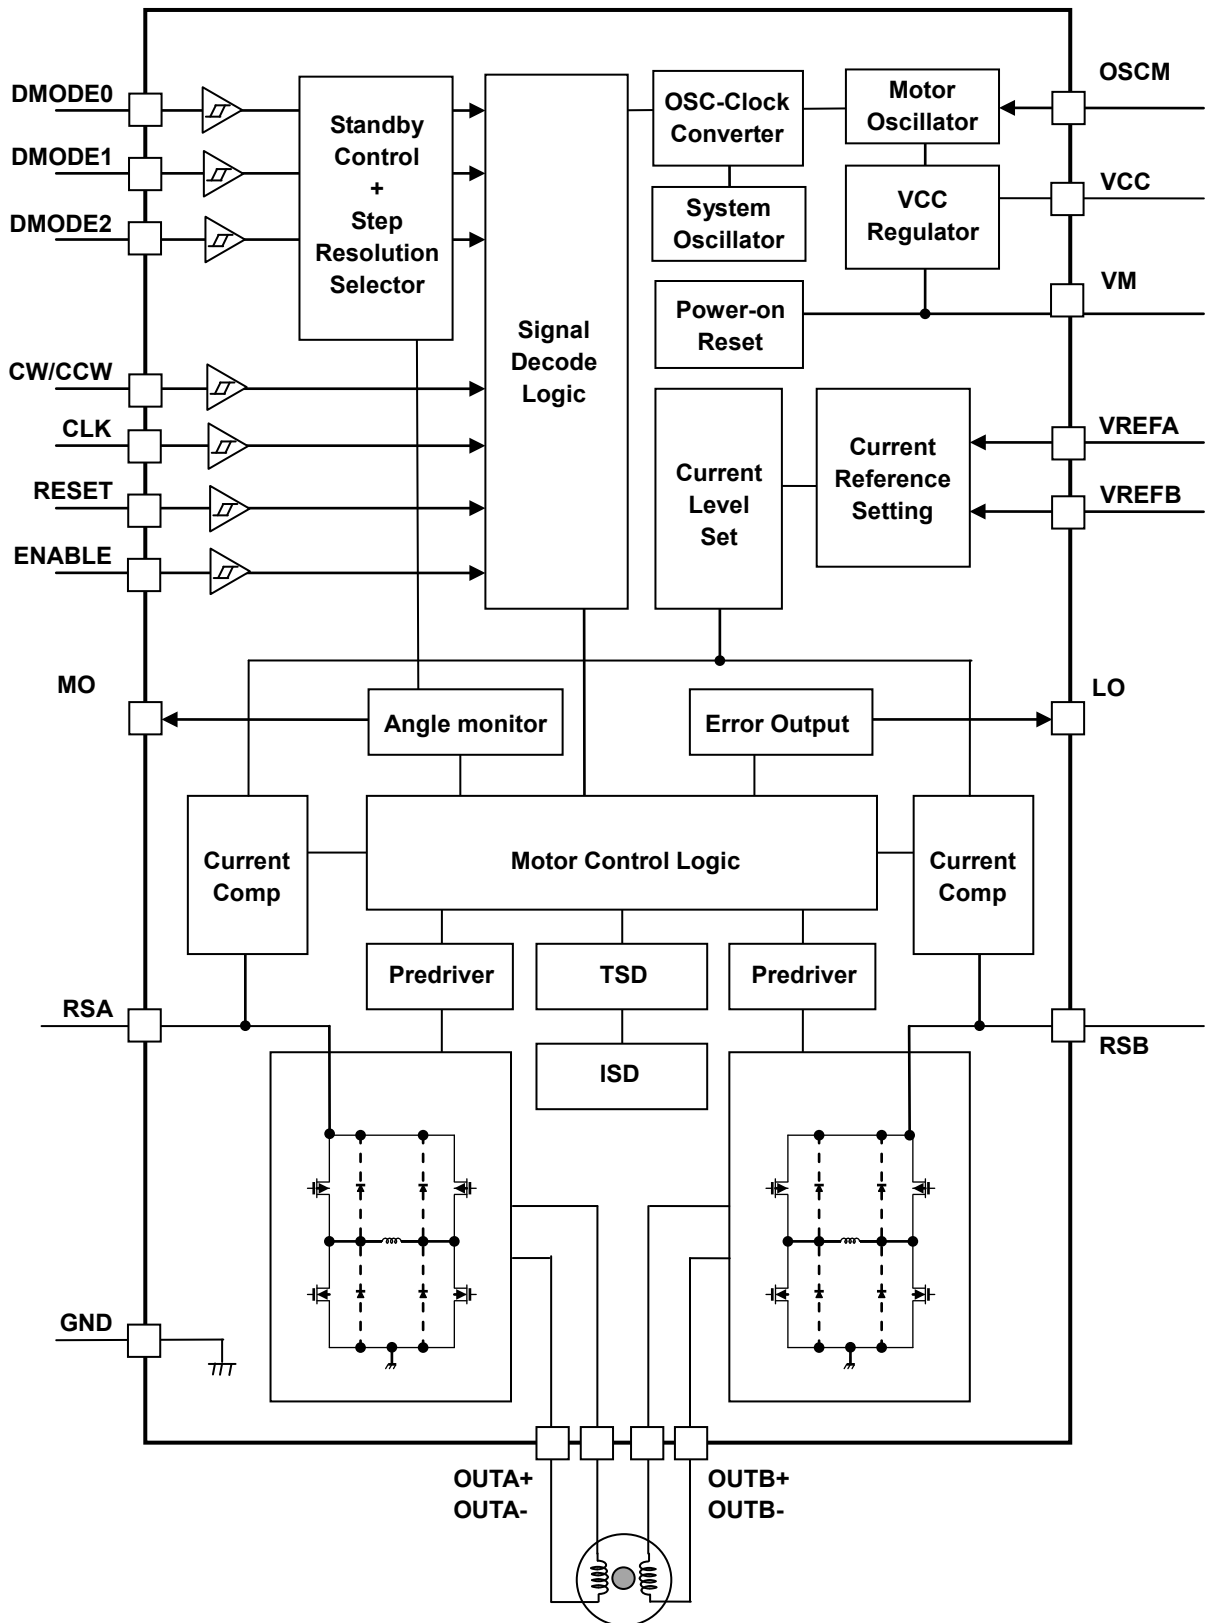 DMODE0
DMODE1
DMODE2
CW/CCW
CLK
RESET
ENABLE
MO
RSA
GND
Standby
Control
+
Step
Resolution
Selector
Signal
Decode
Logic
OSC-Clock
Converter
System
Oscillator
Motor
Oscillator
VCC
Regulator
Power-on
Reset
Current
Level
Set
Current
Reference
Setting
OSCM
VCC
VM
VREFA
VREFB
LO
RSB
Angle monitor
Error Output
Current
Comp
Motor Control Logic
Current
Comp
Predriver
TSD
Predriver
ISD
OUTA+
OUTA-
OUTB+
OUTB-